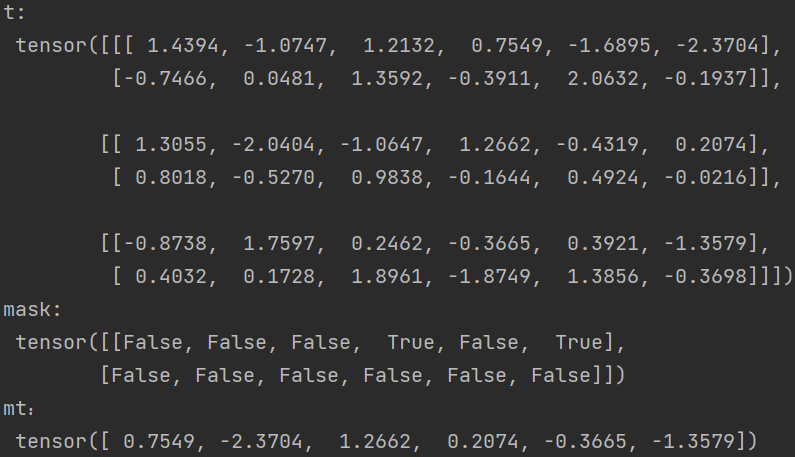 t:
 tensor([[[ 1.4394, -1.0747,  1.2132,  0.7549, -1.6895, -2.3704],
         [-0.7466,  0.0481,  1.3592, -0.3911,  2.0632, -0.1937]],

        [[ 1.3055, -2.0404, -1.0647,  1.2662, -0.4319,  0.2074],
         [ 0.8018, -0.5270,  0.9838, -0.1644,  0.4924, -0.0216]],

        [[-0.8738,  1.7597,  0.2462, -0.3665,  0.3921, -1.3579],
         [ 0.4032,  0.1728,  1.8961, -1.8749,  1.3856, -0.3698]]])
mask:
 tensor([[False, False, False,  True, False,  True],
        [False, False, False, False, False, False]])
mt：
 tensor([ 0.7549, -2.3704,  1.2662,  0.2074, -0.3665, -1.3579])